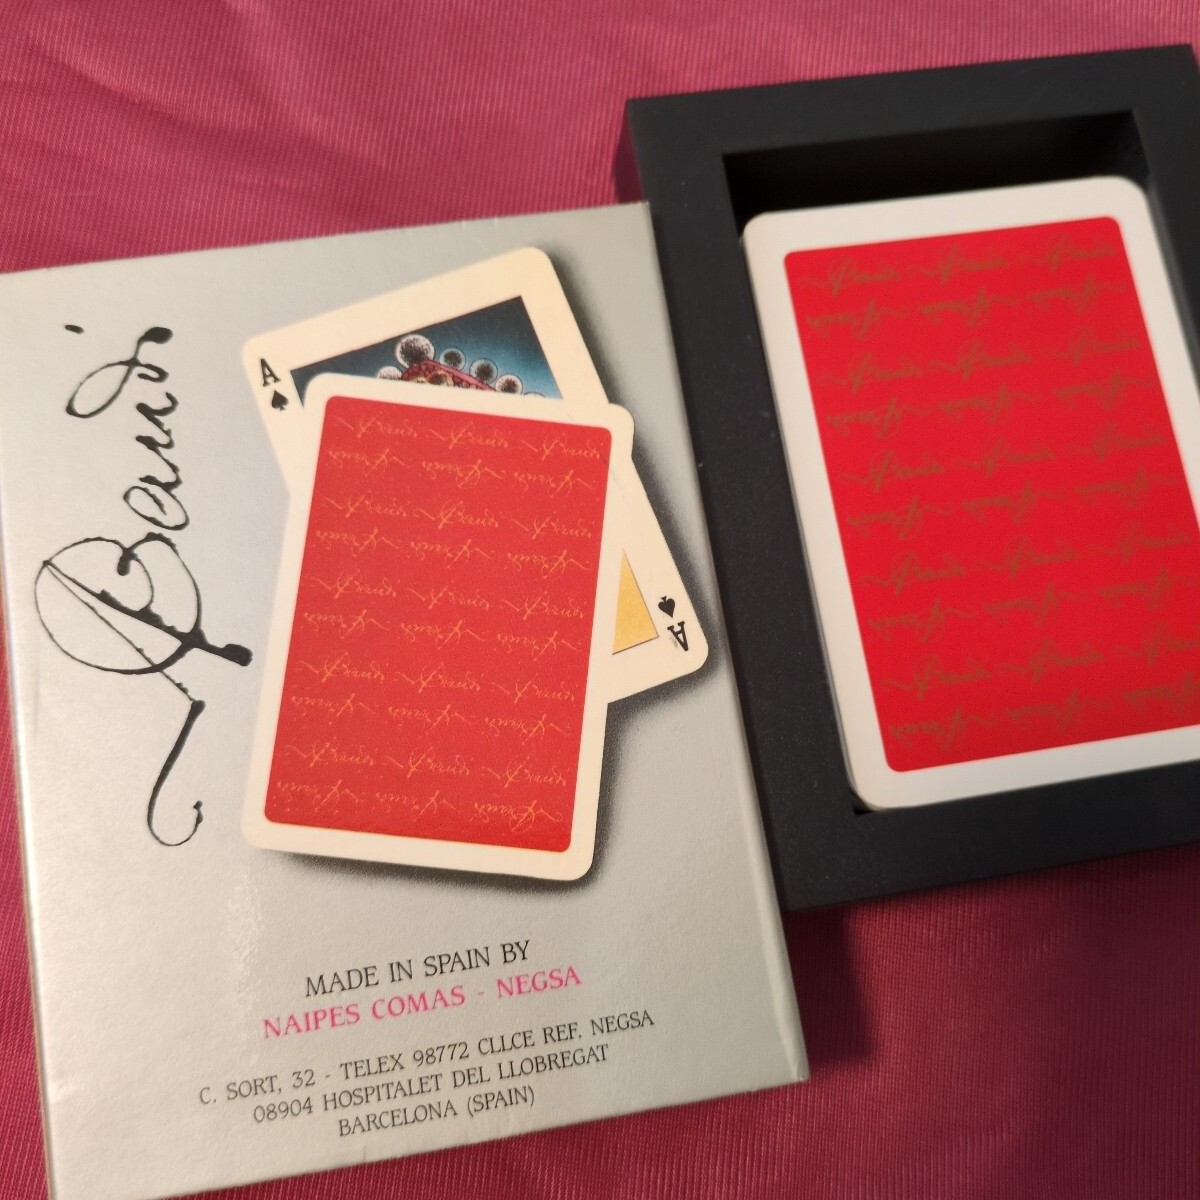 Brandi
A
A
MADE IN SPAIN BY
NAIPES COMAS - NEGSA
C. SORT, 32 - TELEX 98772 CLLCE REF. NEGSA
08904 HOSPITALET DEL LLOBREGAT
BARCELONA (SPAIN)